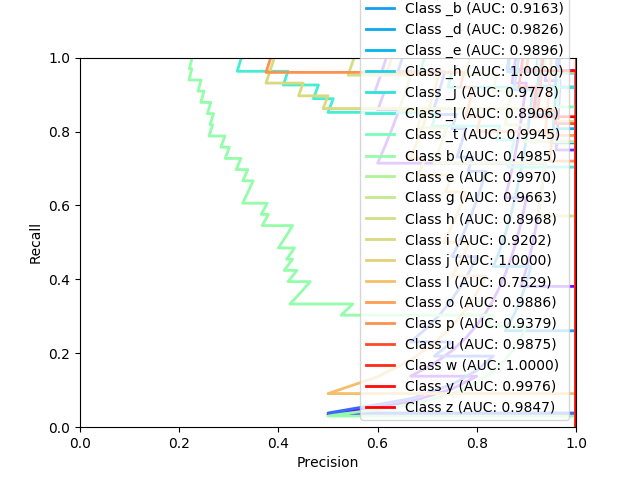 Class _b (AUC: 0.9163)
Class _d (AUC: 0.9826)
Class _e (AUC: 0.9896)
Class _h (AUC: 1.0000)
Class _j (AUC: 0.9778)
Class _l (AUC: 0.8906)
Class _t (AUC: 0.9945)
Class b (AUC: 0.4985)
Class e (AUC: 0.9970)
Class g (AUC: 0.9663)
Class h (AUC: 0.8968)
Class i (AUC: 0.9202)
Class j (AUC: 1.0000)
Class l (AUC: 0.7529)
Class o (AUC: 0.9886)
Class p (AUC: 0.9379)
Class u (AUC: 0.9875)
Class w (AUC: 1.0000)
Class y (AUC: 0.9976)
Class z (AUC: 0.9847)
1.0
0.8
0.6
0.4
0.2
0.0
Recall
0.0 0.2 0.4 0.6 0.8 1.0
Precision